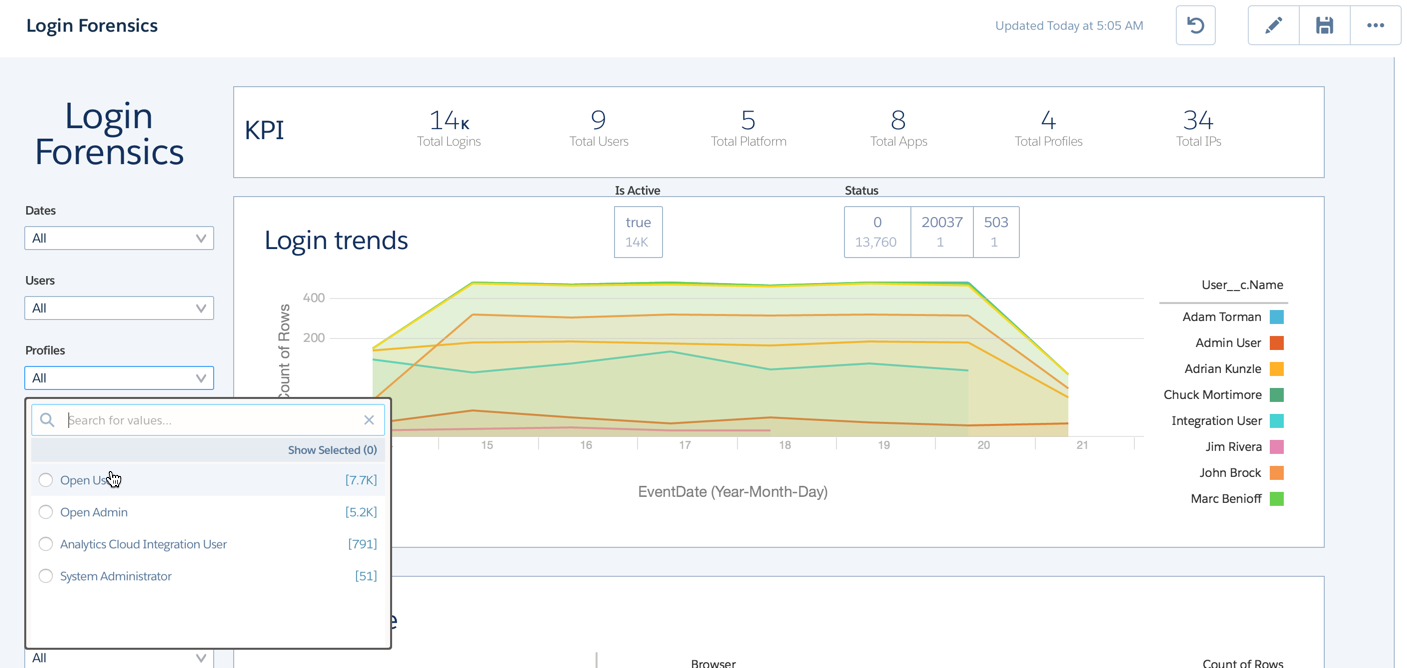 Login Forensics
Updated Today at 5:05 AM
Login
Forensics
KPI
14K
Total Logins
9
Total Users
5
Total Platform
8
Total Apps
4
Total Profiles
34
Total IPs
Dates
All
Users
All
Profiles
All
Search for values...
Show Selected (0)
Open [7.7K]
Open Admin [5.2K]
Analytics Cloud Integration User [791]
System Administrator [51]
All
Login trends
Is Active
true
14K
Status
0 20037 503
13,760 1 1
400
200
Count of Rows
15 16 17 18 19 20 21
EventDate (Year-Month-Day)
User__c.Name
Adam Torman
Admin User
Adrian Kunzle
Chuck Mortimore
Integration User
Jim Rivera
John Brock
Marc Benioff
Browser
Count of Rows